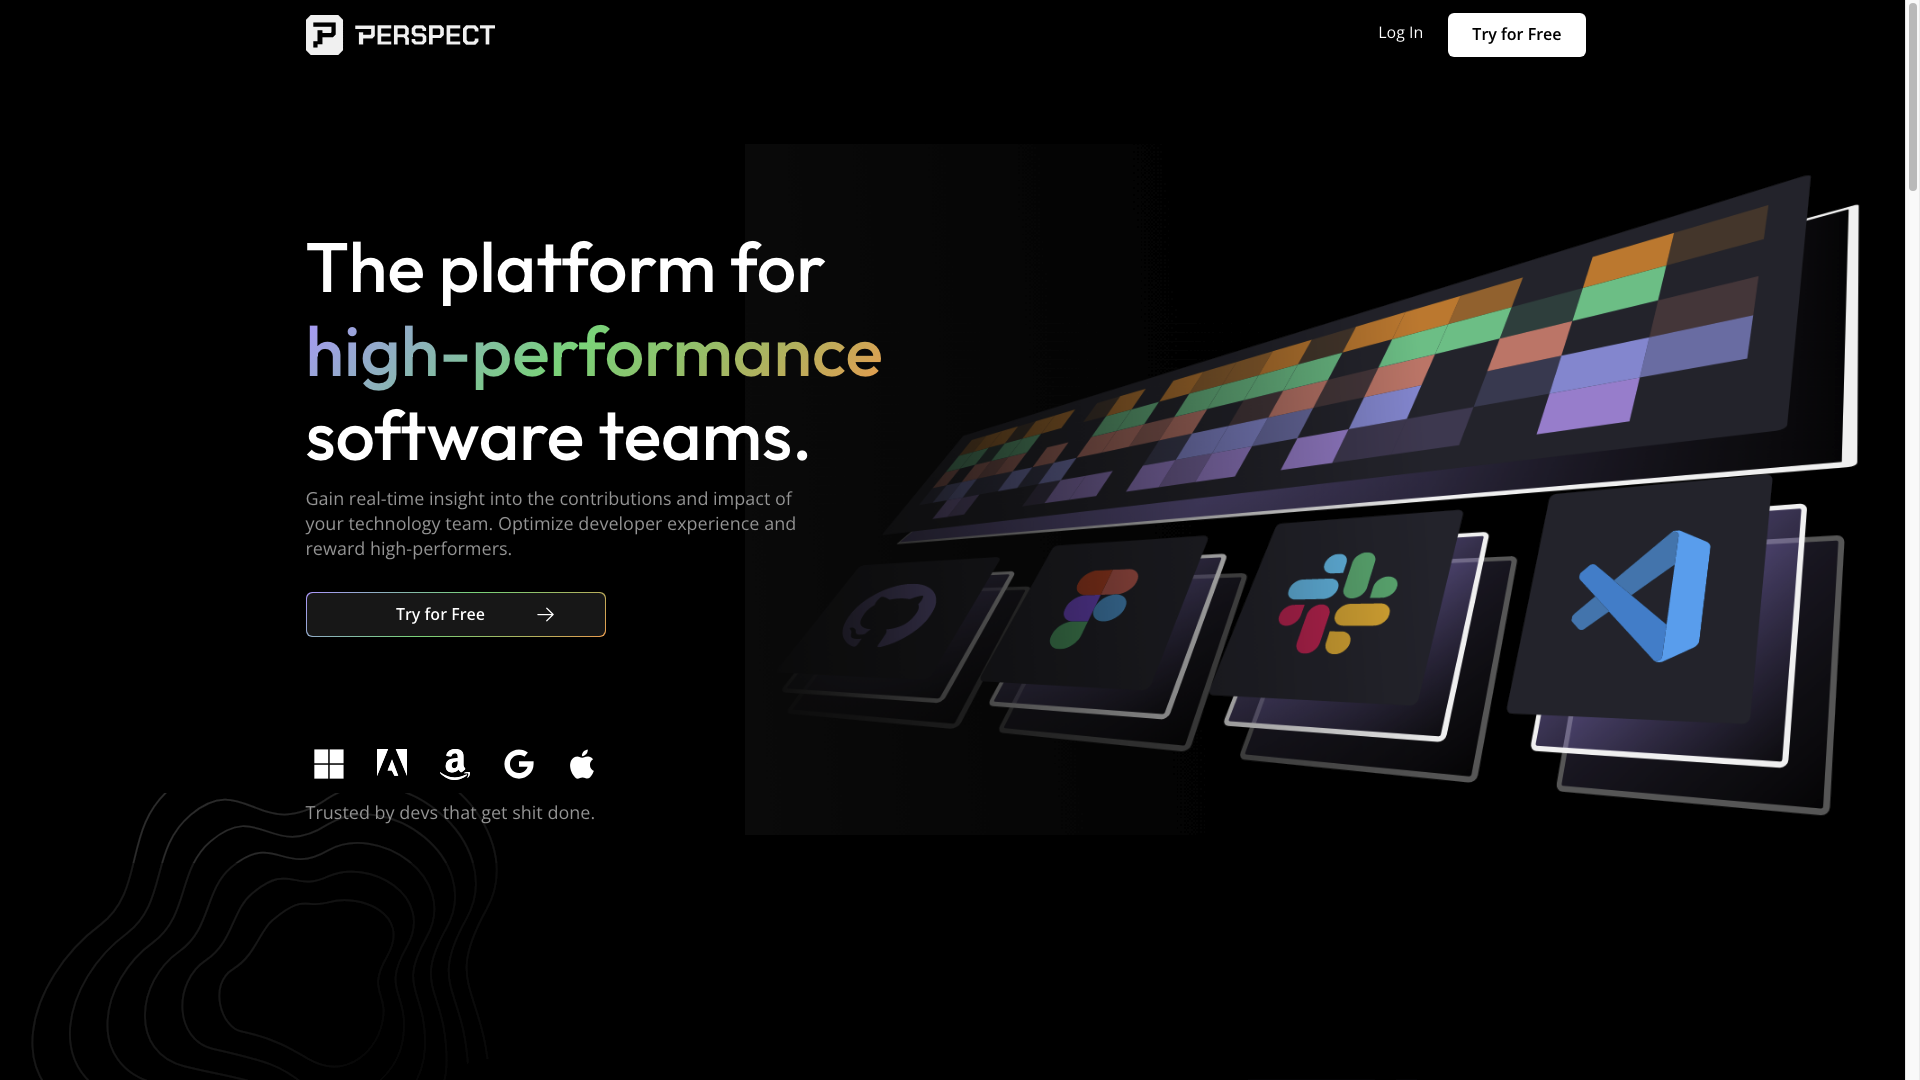 PERSPECT
Log In
Try for Free
The platform for
high-performance
software teams.
Gain real-time insight into the contributions and impact of
your technology team. Optimize developer experience and
reward high-performers.
Try for Free
Trusted by devs that get shit done.